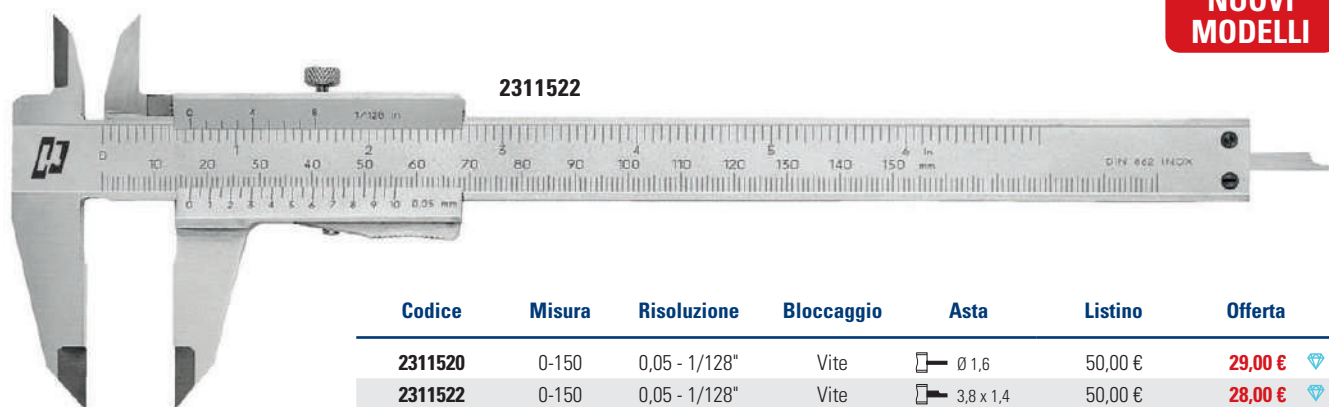 NUOVI
MODELLI
2311522
0 4 8 1/128 in
0 1 2 3 4 5 6 in
10 20 30 40 50 60 70 80 90 100 110 120 130 140 150 mm
DIN 862 INOX
0 1 2 3 4 5 6 7 8 9 10 0,05 mm
Codice Misura Risoluzione Bloccaggio Asta Listino Offerta
2311520 0-150 0,05 - 1/128" Vite Ø 1,6 50,00 € 29,00 €
2311522 0-150 0,05 - 1/128" Vite 3,8 x 1,4 50,00 € 28,00 €